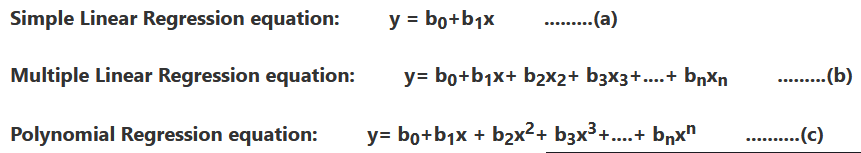 Simple Linear Regression equation: y = b₀+b₁x .........(a)
Multiple Linear Regression equation: y= b₀+b₁x+ b₂x₂+ b₃x₃+....+ bₙxₙ .........(b)
Polynomial Regression equation: y= b₀+b₁x + b₂x²+ b₃x³+....+ bₙxⁿ ..........(c)